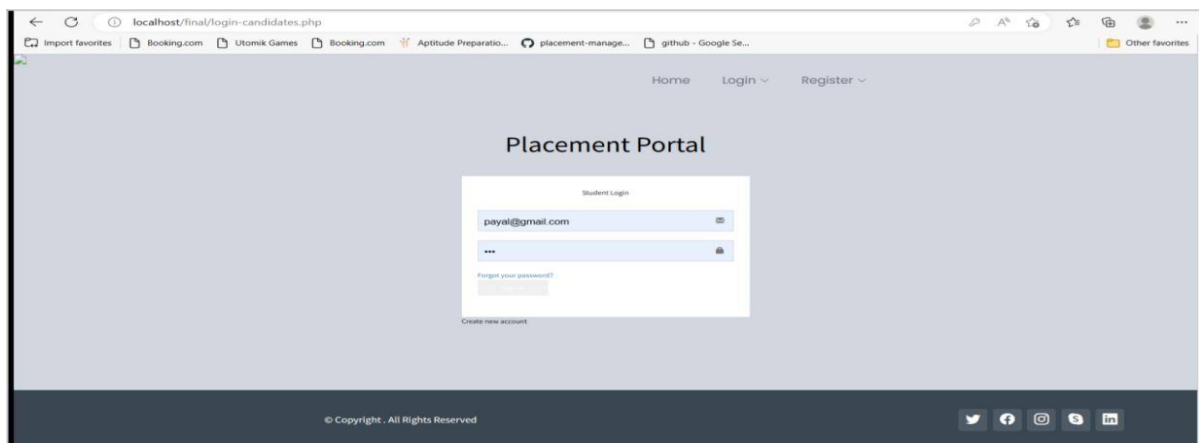 localhost/final/login-candidates.php
Import favorites Booking.com Utomik Games Booking.com Aptitude Preparatio... placement-manage... github - Google Se... Other favorites
Home Login Register
Placement Portal
Student Login
payal@gmail.com
•••
Forgot your password?
Create new account
© Copyright . All Rights Reserved